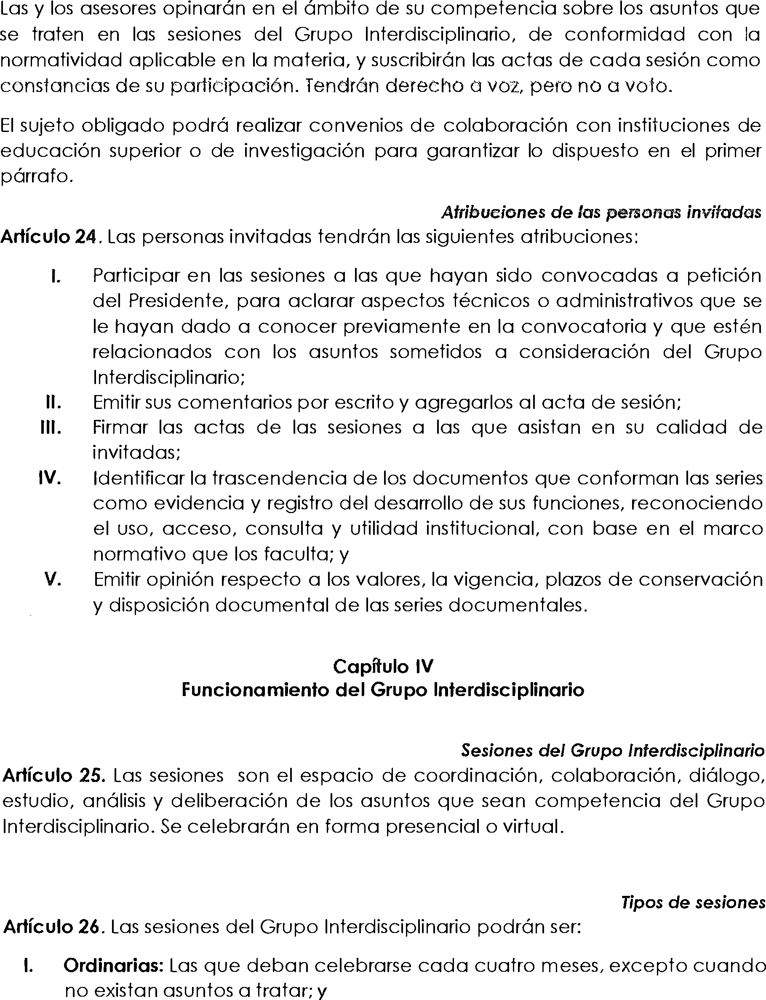 Las y los asesores opinarán en el ámbito de su competencia sobre los asuntos que
se traten en las sesiones del Grupo Interdisciplinario, de conformidad con la
normatividad aplicable en la materia, y suscribirán las actas de cada sesión como
constancias de su participación. Tendrán derecho a voz, pero no a voto.
El sujeto obligado podrá realizar convenios de colaboración con instituciones de
educación superior o de investigación para garantizar lo dispuesto en el primer
párrafo.
Atribuciones de las personas invitadas
Artículo 24. Las personas invitadas tendrán las siguientes atribuciones:
I. Participar en las sesiones a las que hayan sido convocadas a petición
del Presidente, para aclarar aspectos técnicos o administrativos que se
le hayan dado a conocer previamente en la convocatoria y que estén
relacionados con los asuntos sometidos a consideración del Grupo
Interdisciplinario;
II. Emitir sus comentarios por escrito y agregarlos al acta de sesión;
III. Firmar las actas de las sesiones a las que asistan en su calidad de
invitadas;
IV. Identificar la trascendencia de los documentos que conforman las series
como evidencia y registro del desarrollo de sus funciones, reconociendo
el uso, acceso, consulta y utilidad institucional, con base en el marco
normativo que los faculta; y
V. Emitir opinión respecto a los valores, la vigencia, plazos de conservación
y disposición documental de las series documentales.
Capítulo IV
Funcionamiento del Grupo Interdisciplinario
Sesiones del Grupo Interdisciplinario
Artículo 25. Las sesiones son el espacio de coordinación, colaboración, diálogo,
estudio, análisis y deliberación de los asuntos que sean competencia del Grupo
Interdisciplinario. Se celebrarán en forma presencial o virtual.
Tipos de sesiones
Artículo 26. Las sesiones del Grupo Interdisciplinario podrán ser:
I. Ordinarias: Las que deban celebrarse cada cuatro meses, excepto cuando
no existan asuntos a tratar; y